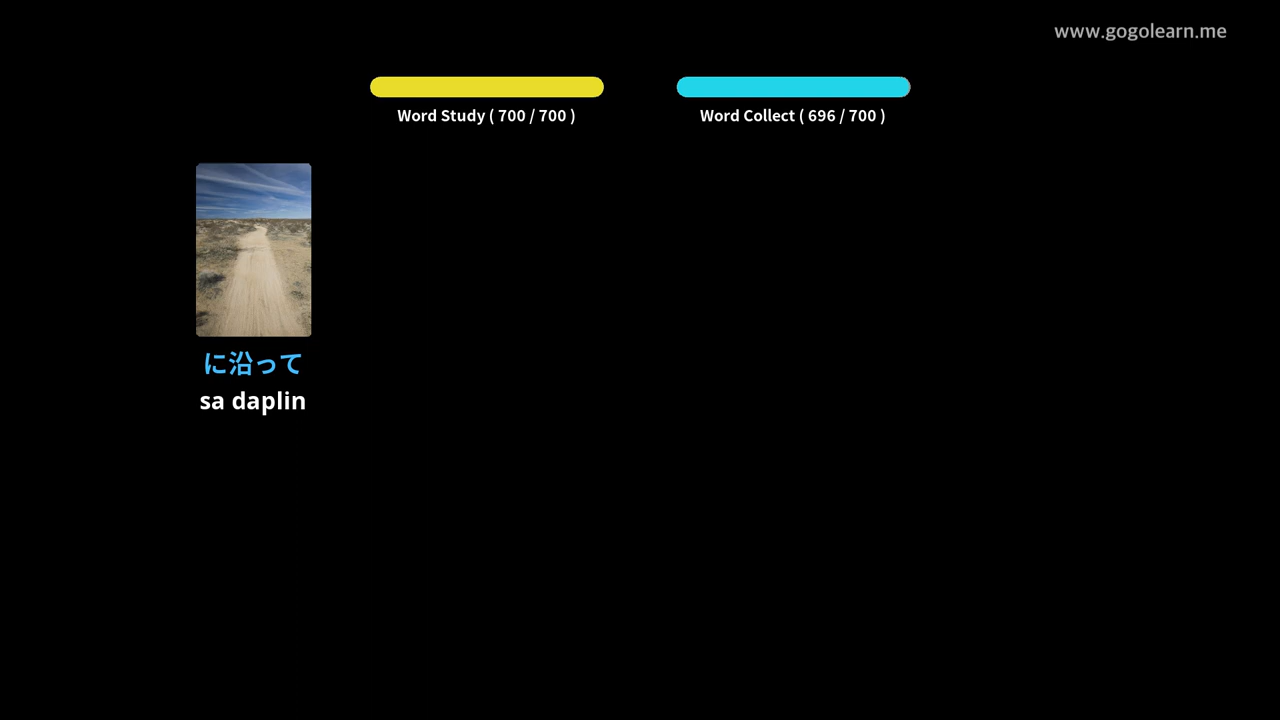 www.gogolearn.me
Word Study ( 700 / 700 )
Word Collect ( 696 / 700 )
に沿って
sa daplin